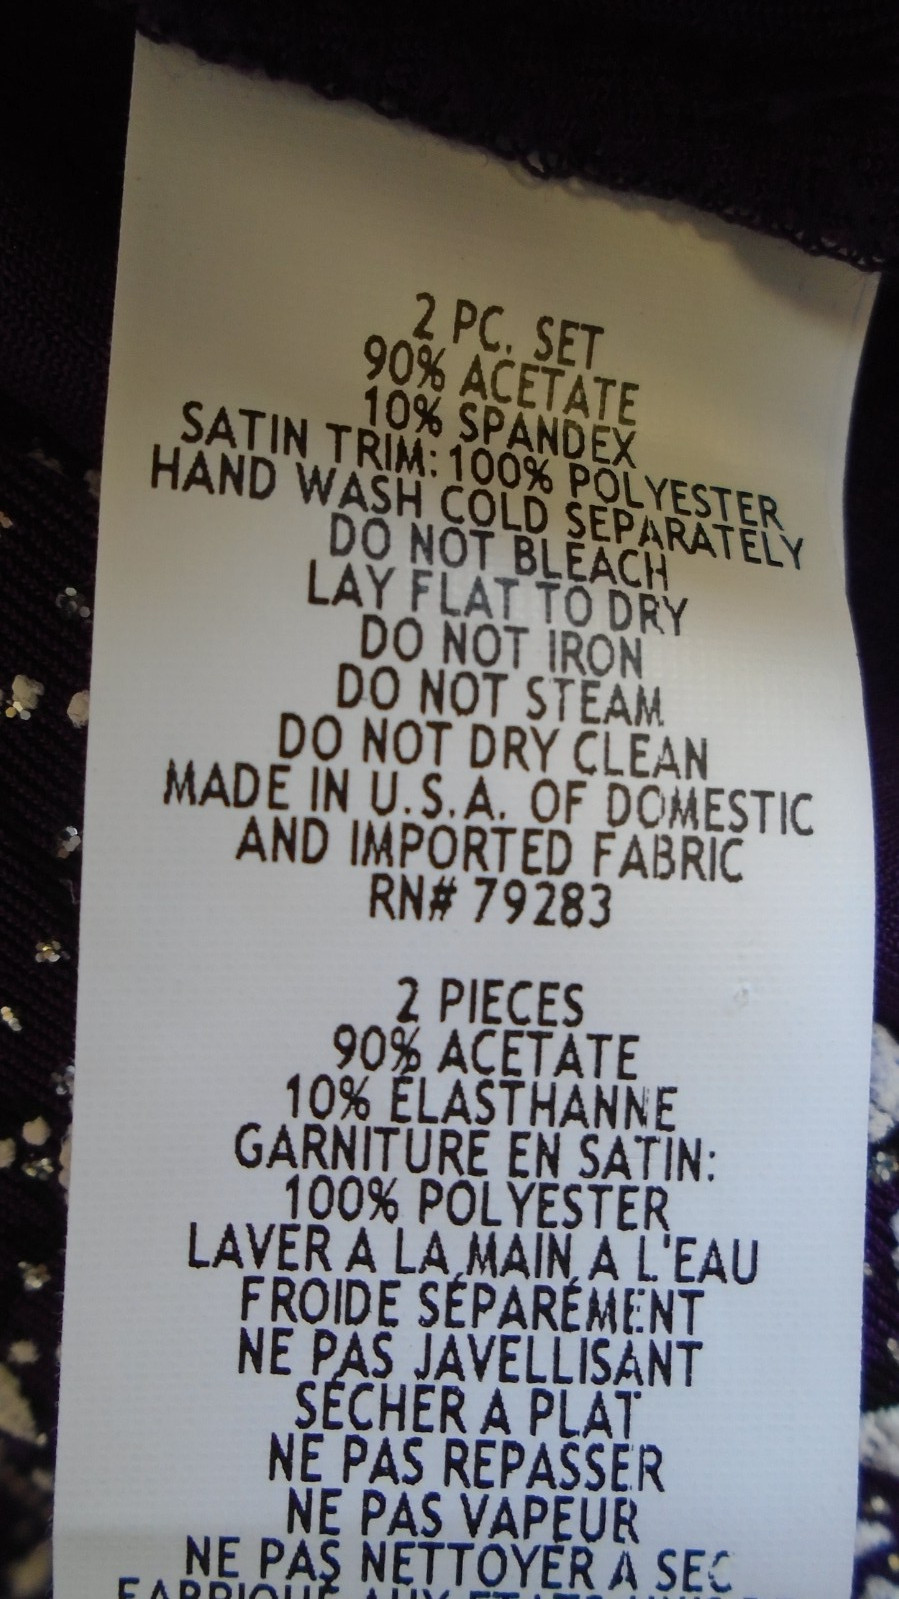 2 PC. SET
90% ACETATE
10% SPANDEX
SATIN TRIM: 100% POLYESTER
HAND WASH COLD SEPARATELY
DO NOT BLEACH
LAY FLAT TO DRY
DO NOT IRON
DO NOT STEAM
DO NOT DRY CLEAN
MADE IN U.S.A. OF DOMESTIC
AND IMPORTED FABRIC
RN# 79283
2 PIECES
90% ACETATE
10% ÉLASTHANNE
GARNITURE EN SATIN:
100% POLYESTER
LAVER A LA MAIN A L'EAU
FROIDE SÉPARÉMENT
NE PAS JAVELLISANT
SÉCHER A PLAT
NE PAS REPASSER
NE PAS VAPEUR
NE PAS NETTOYER A SEC